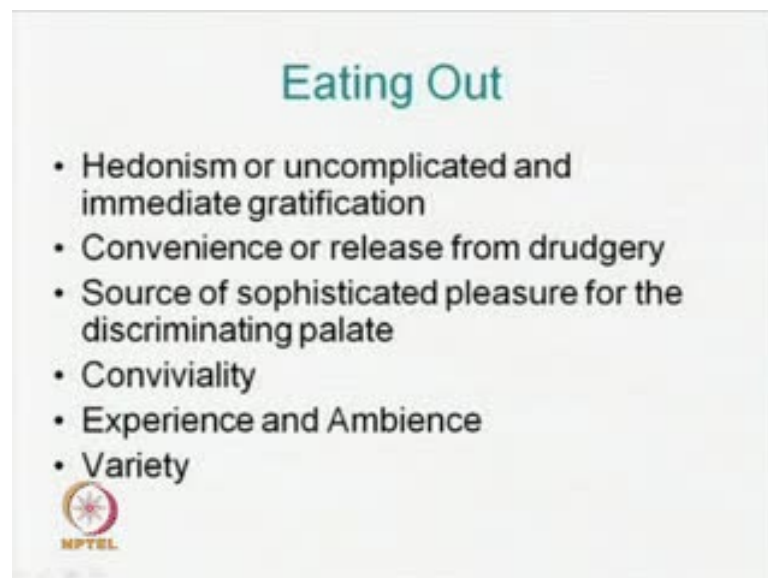 Eating Out
• Hedonism or uncomplicated and
immediate gratification
• Convenience or release from drudgery
• Source of sophisticated pleasure for the
discriminating palate
• Conviviality
• Experience and Ambience
• Variety
NPTEL